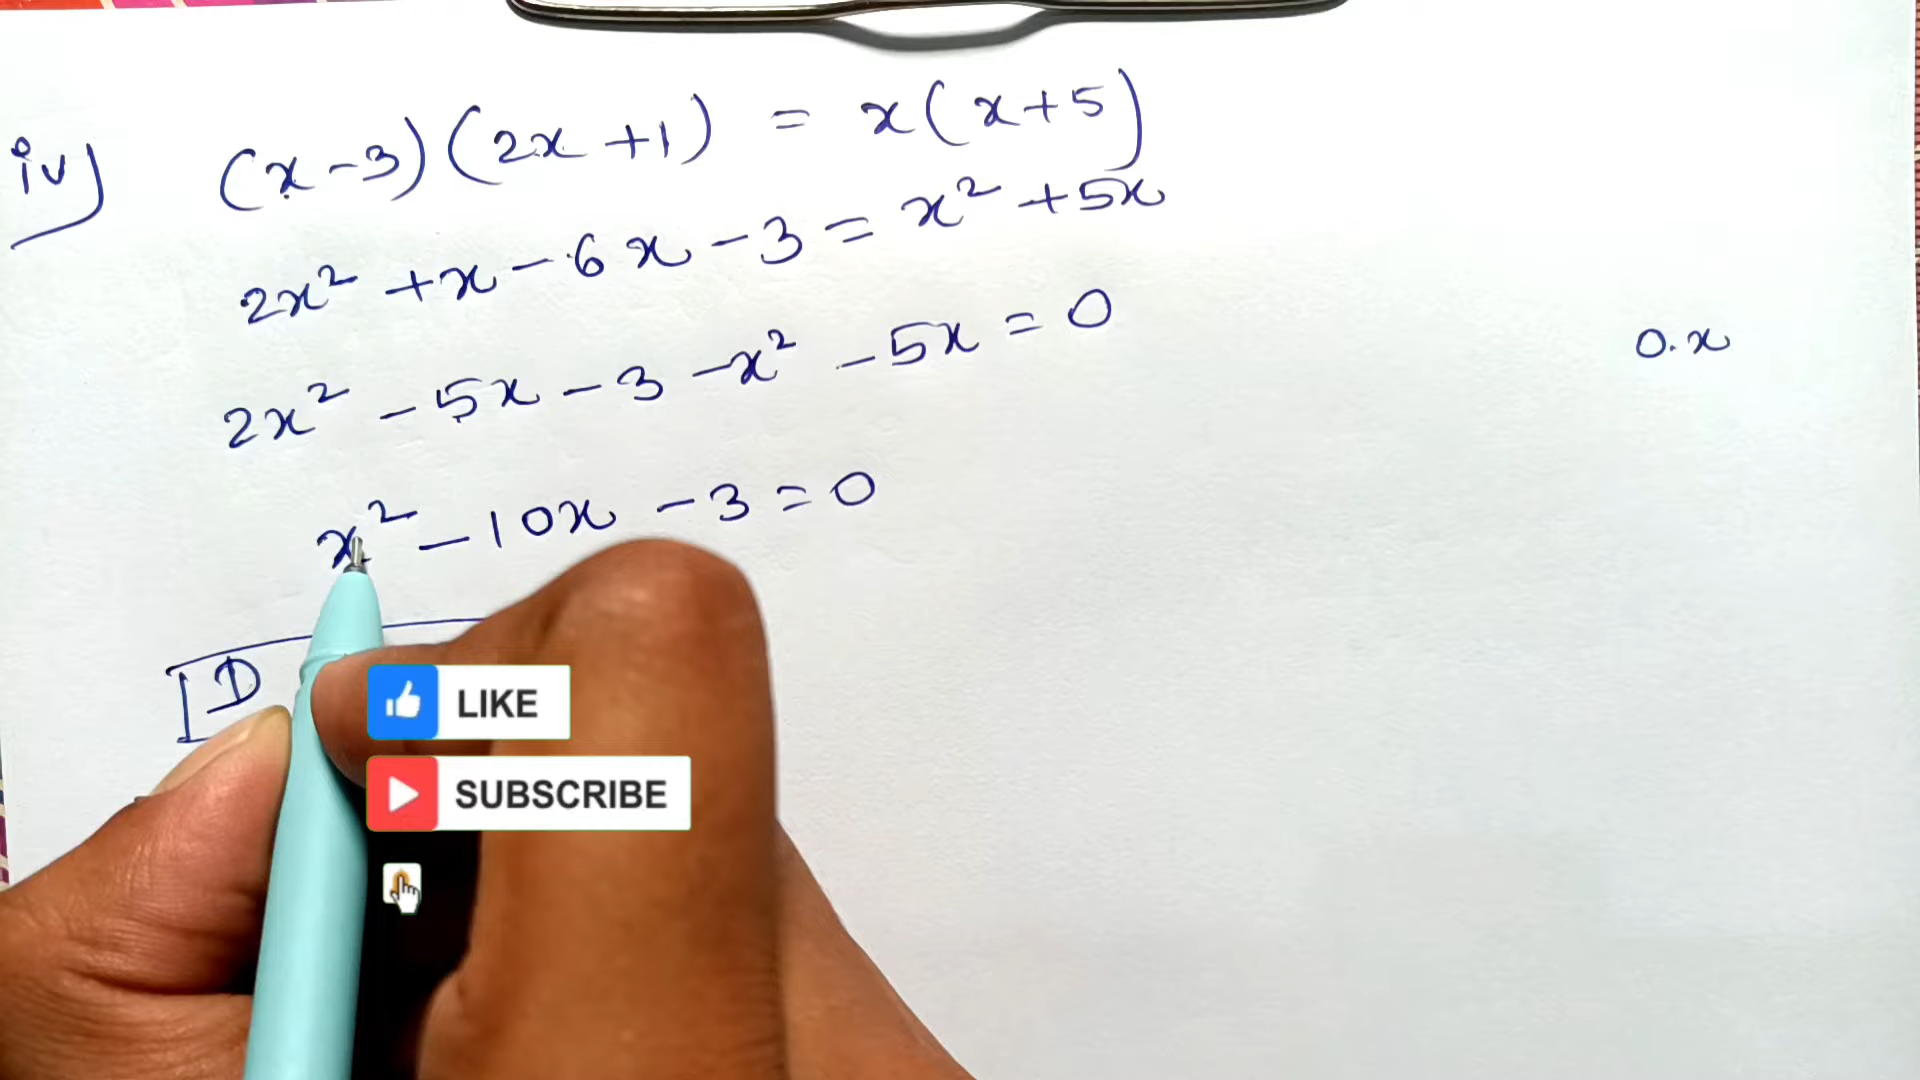 iv) (x-3)(2x+1) = x(x+5)
2x² +x-6x-3= x² +5x
2x² -5x-3-x² -5x=0
0.x
x²-10x-3=0
D
LIKE
SUBSCRIBE